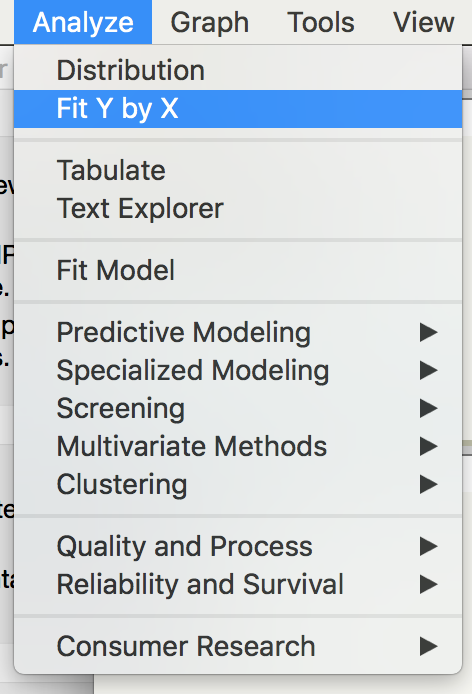 Analyze Graph Tools View
Distribution
Fit Y by X
Tabulate
Text Explorer
Fit Model
Predictive Modeling
Specialized Modeling
Screening
Multivariate Methods
Clustering
Quality and Process
Reliability and Survival
Consumer Research